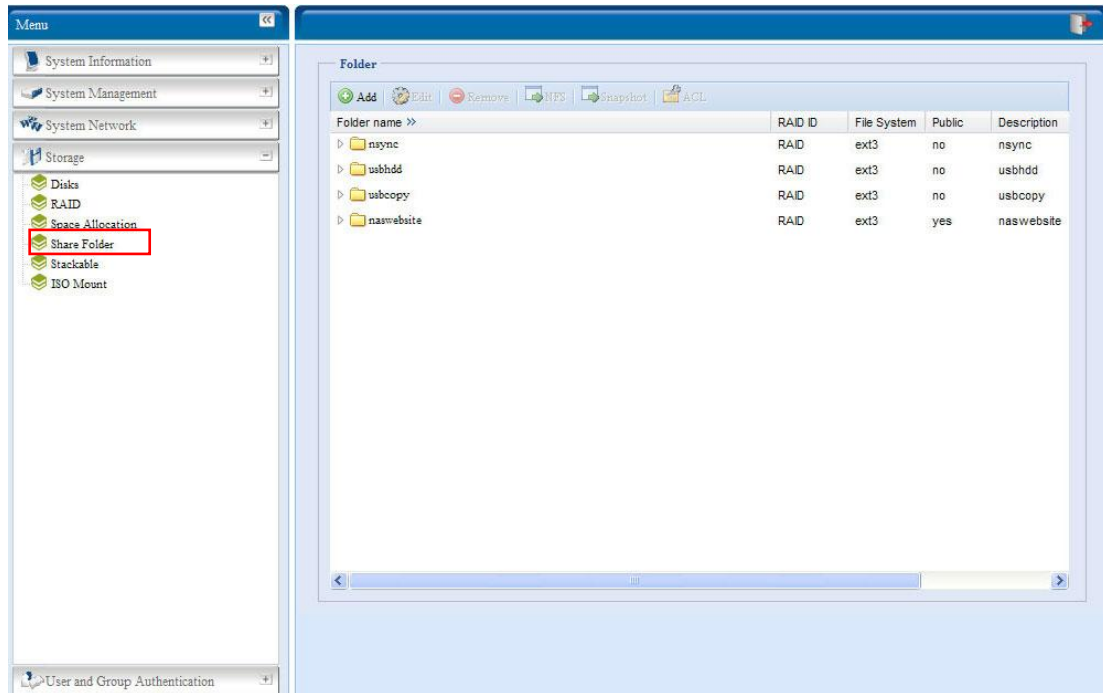 Menu
System Information
System Management
System Network
Storage
Disks
RAID
Space Allocation
Share Folder
Stackable
ISO Mount
User and Group Authentication
Folder
Add Edit Remove NFS Snapshot ACL
Folder name >> RAID ID File System Public Description
nsync RAID ext3 no nsync
usbhdd RAID ext3 no usbhdd
usbcopy RAID ext3 no usbcopy
naswebsite RAID ext3 yes naswebsite